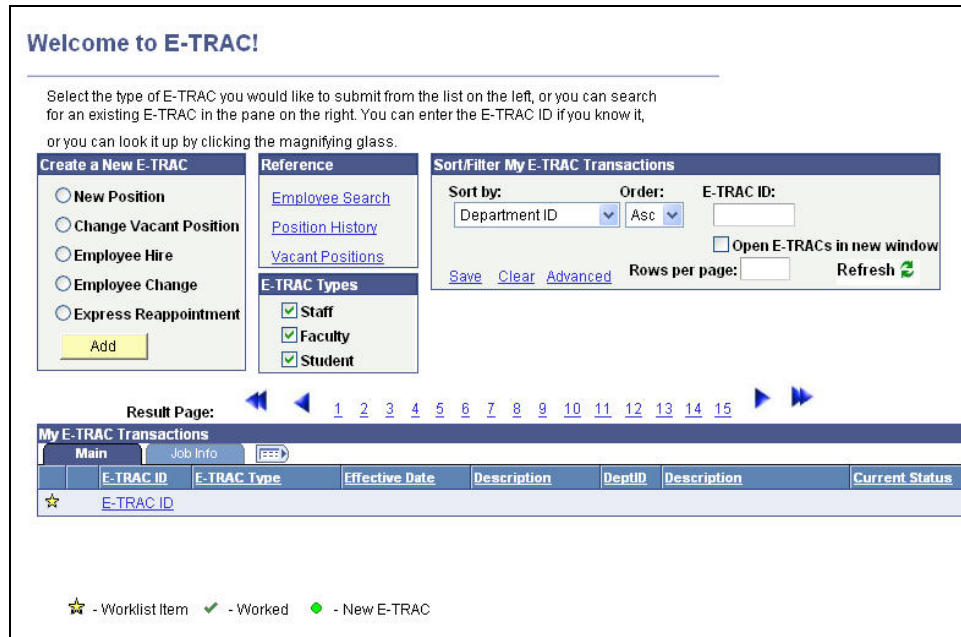 Welcome to E-TRAC!
Select the type of E-TRAC you would like to submit from the list on the left, or you can search
for an existing E-TRAC in the pane on the right. You can enter the E-TRAC ID if you know it,
or you can look it up by clicking the magnifying glass.
Create a New E-TRAC
New Position
Change Vacant Position
Employee Hire
Employee Change
Express Reappointment
Add
Reference
Employee Search
Position History
Vacant Positions
E-TRAC Types
Staff
Faculty
Student
Sort/Filter My E-TRAC Transactions
Sort by: Order: E-TRAC ID:
Department ID Asc
Open E-TRACs in new window
Save Clear Advanced Rows per page: Refresh
Result Page: 1 2 3 4 5 6 7 8 9 10 11 12 13 14 15
My E-TRAC Transactions
Main Job Info
E-TRAC ID E-TRAC Type Effective Date Description DeptID Description Current Status
E-TRAC ID
- Worklist Item - Worked - New E-TRAC